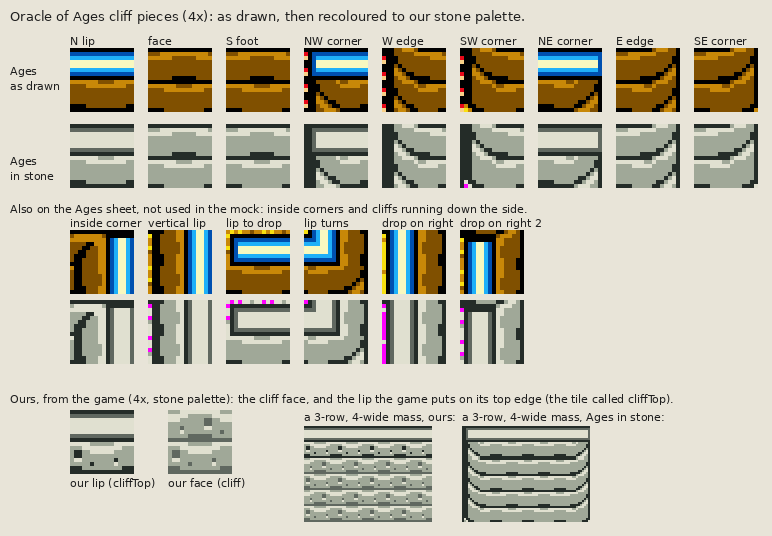 Oracle of Ages cliff pieces (4x): as drawn, then recoloured to our stone palette.
N lip face S foot NW corner W edge SW corner NE corner E edge SE corner
Ages
as drawn
Ages
in stone
Also on the Ages sheet, not used in the mock: inside corners and cliffs running down the side.
inside corner vertical lip lip to drop lip turns drop on right drop on right 2
Ours, from the game (4x, stone palette): the cliff face, and the lip the game puts on its top edge (the tile called cliffTop).
a 3-row, 4-wide mass, ours: a 3-row, 4-wide mass, Ages in stone:
our lip (cliffTop) our face (cliff)